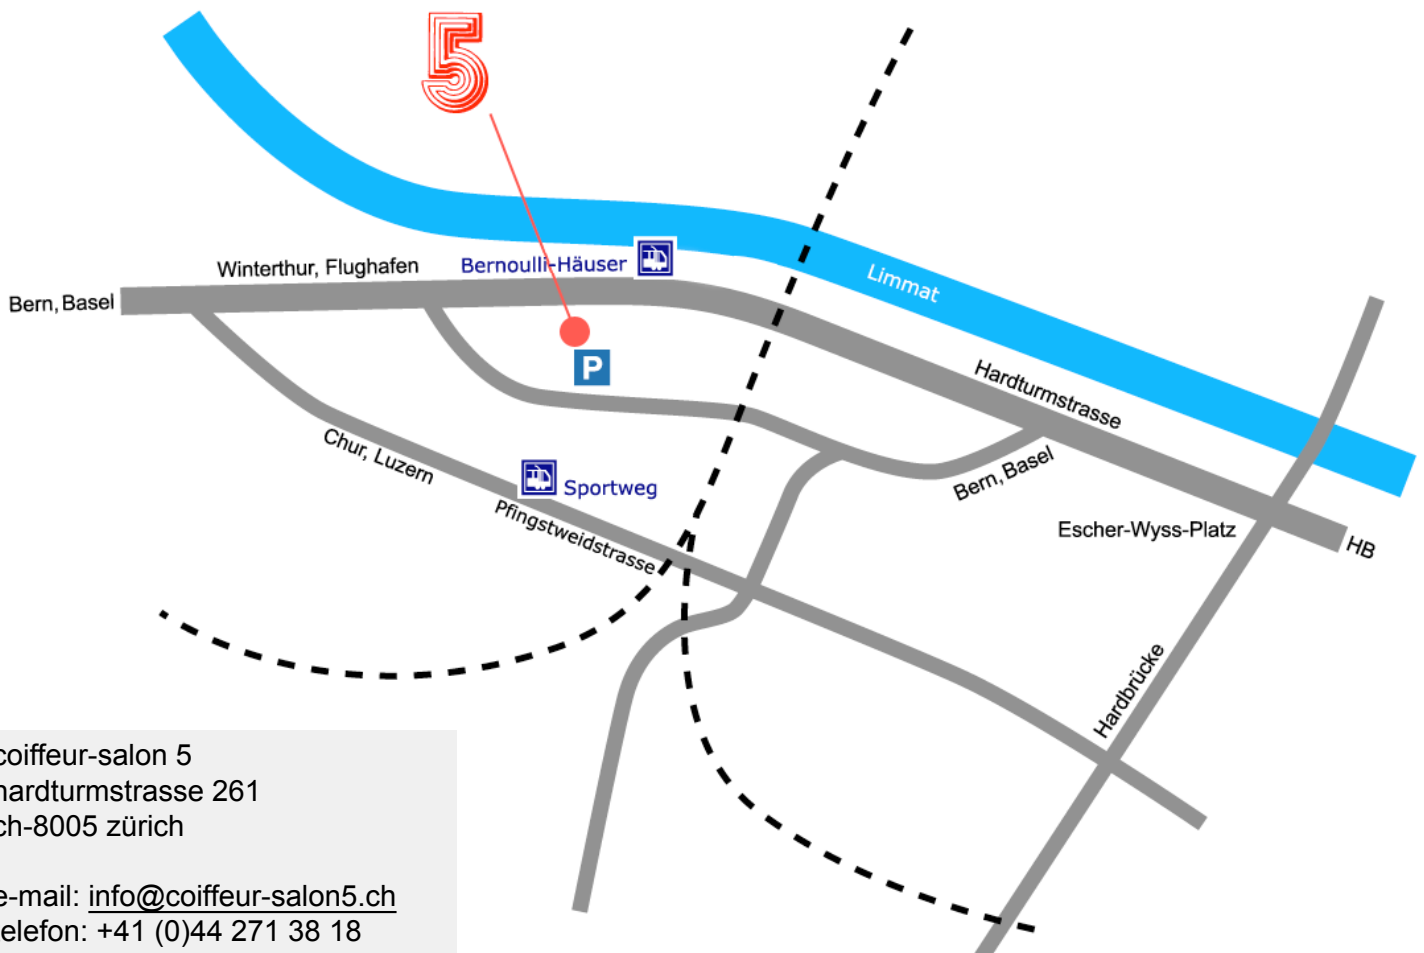 5
Winterthur, Flughafen
Bernoulli-Häuser
Bern, Basel
Limmat
P
Hardturmstrasse
Chur, Luzern
Bern, Basel
Sportweg
Pfingstweidstrasse
Escher-Wyss-Platz
HB
Hardbrücke
coiffeur-salon 5
hardturmstrasse 261
ch-8005 zürich
e-mail: info@coiffeur-salon5.ch
telefon: +41 (0)44 271 38 18